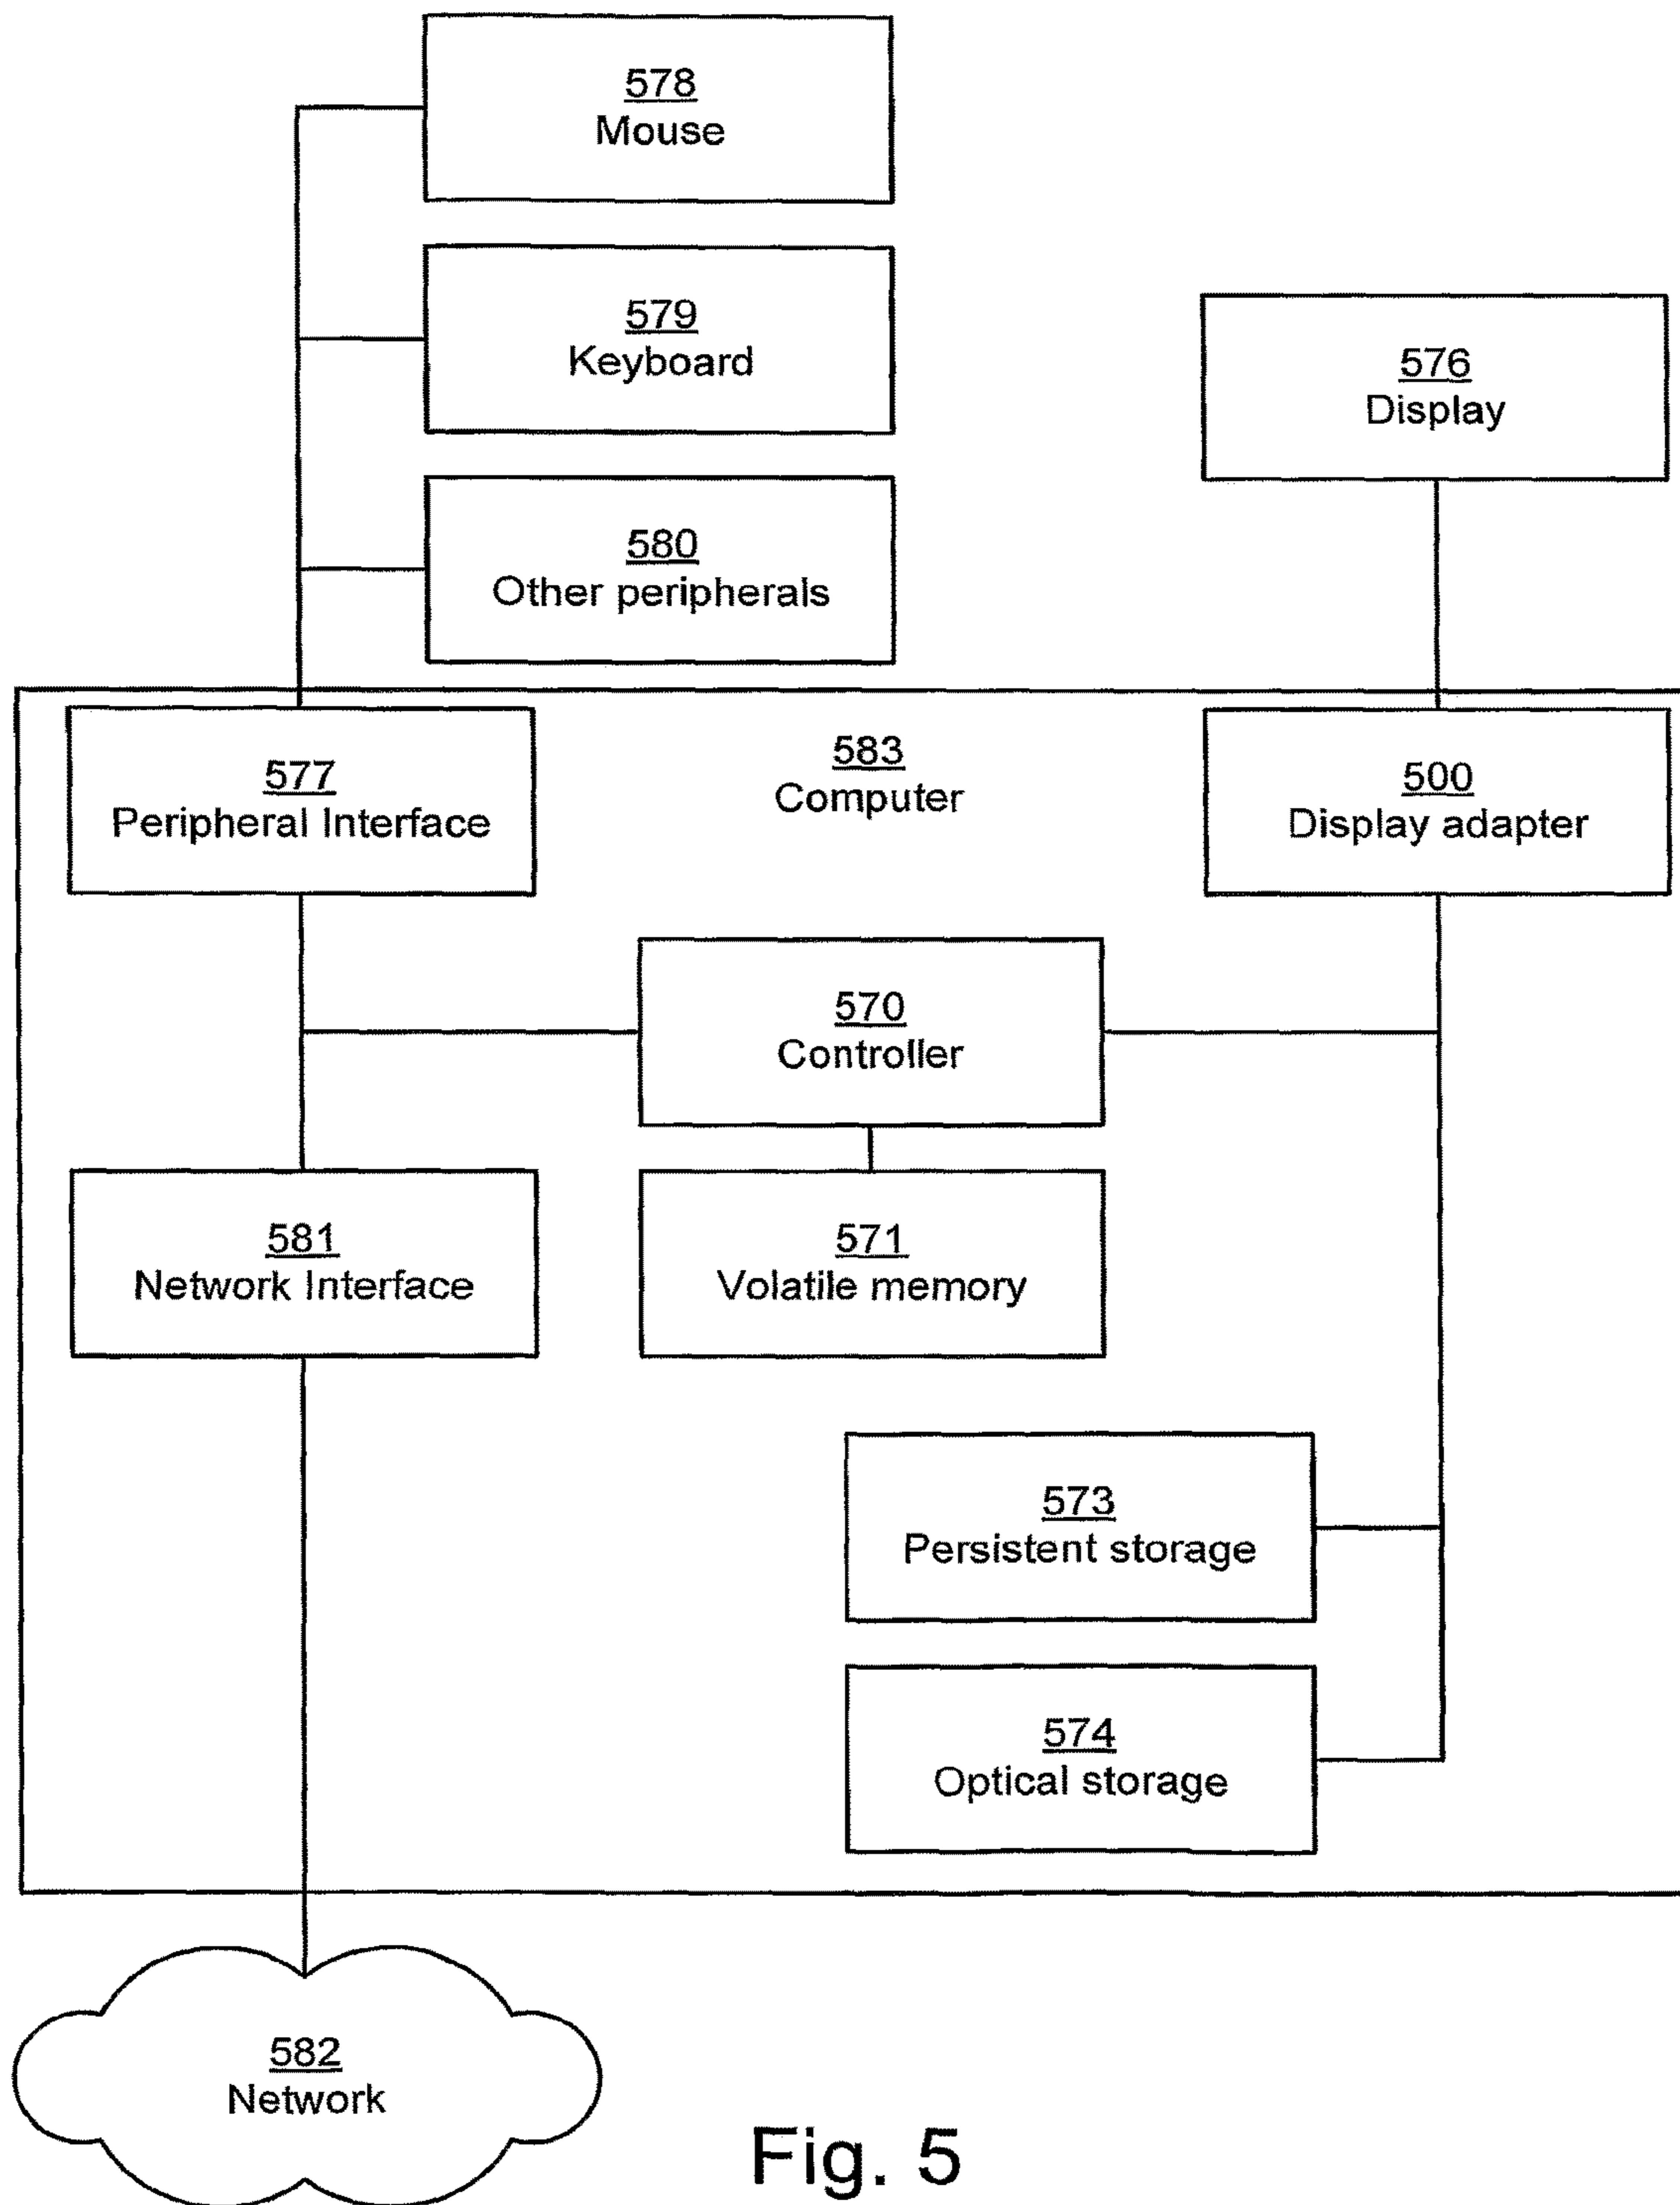 578
Mouse
579
Keyboard
576
Display
580
Other peripherals
577
Peripheral Interface
583
Computer
500
Display adapter
570
Controller
581
Network Interface
571
Volatile memory
573
Persistent storage
574
Optical storage
582
Network
Fig. 5